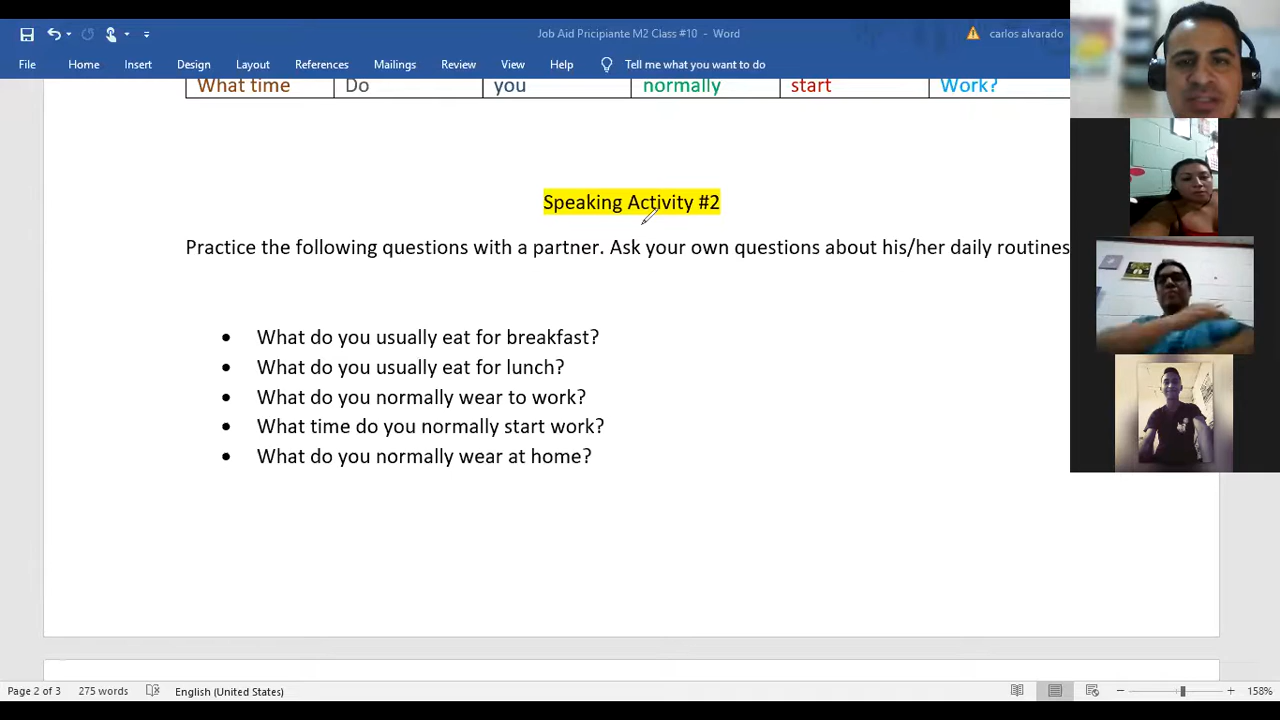 Job Aid Pricipiante M2 Class #10 - Word
carlos alvarado
File Home Insert Design Layout References Mailings Review View Help Tell me what you want to do
What time Do you normally start Work?
Speaking Activity #2
Practice the following questions with a partner. Ask your own questions about his/her daily routines
• What do you usually eat for breakfast?
• What do you usually eat for lunch?
• What do you normally wear to work?
• What time do you normally start work?
• What do you normally wear at home?
Page 2 of 3 275 words English (United States) 158%